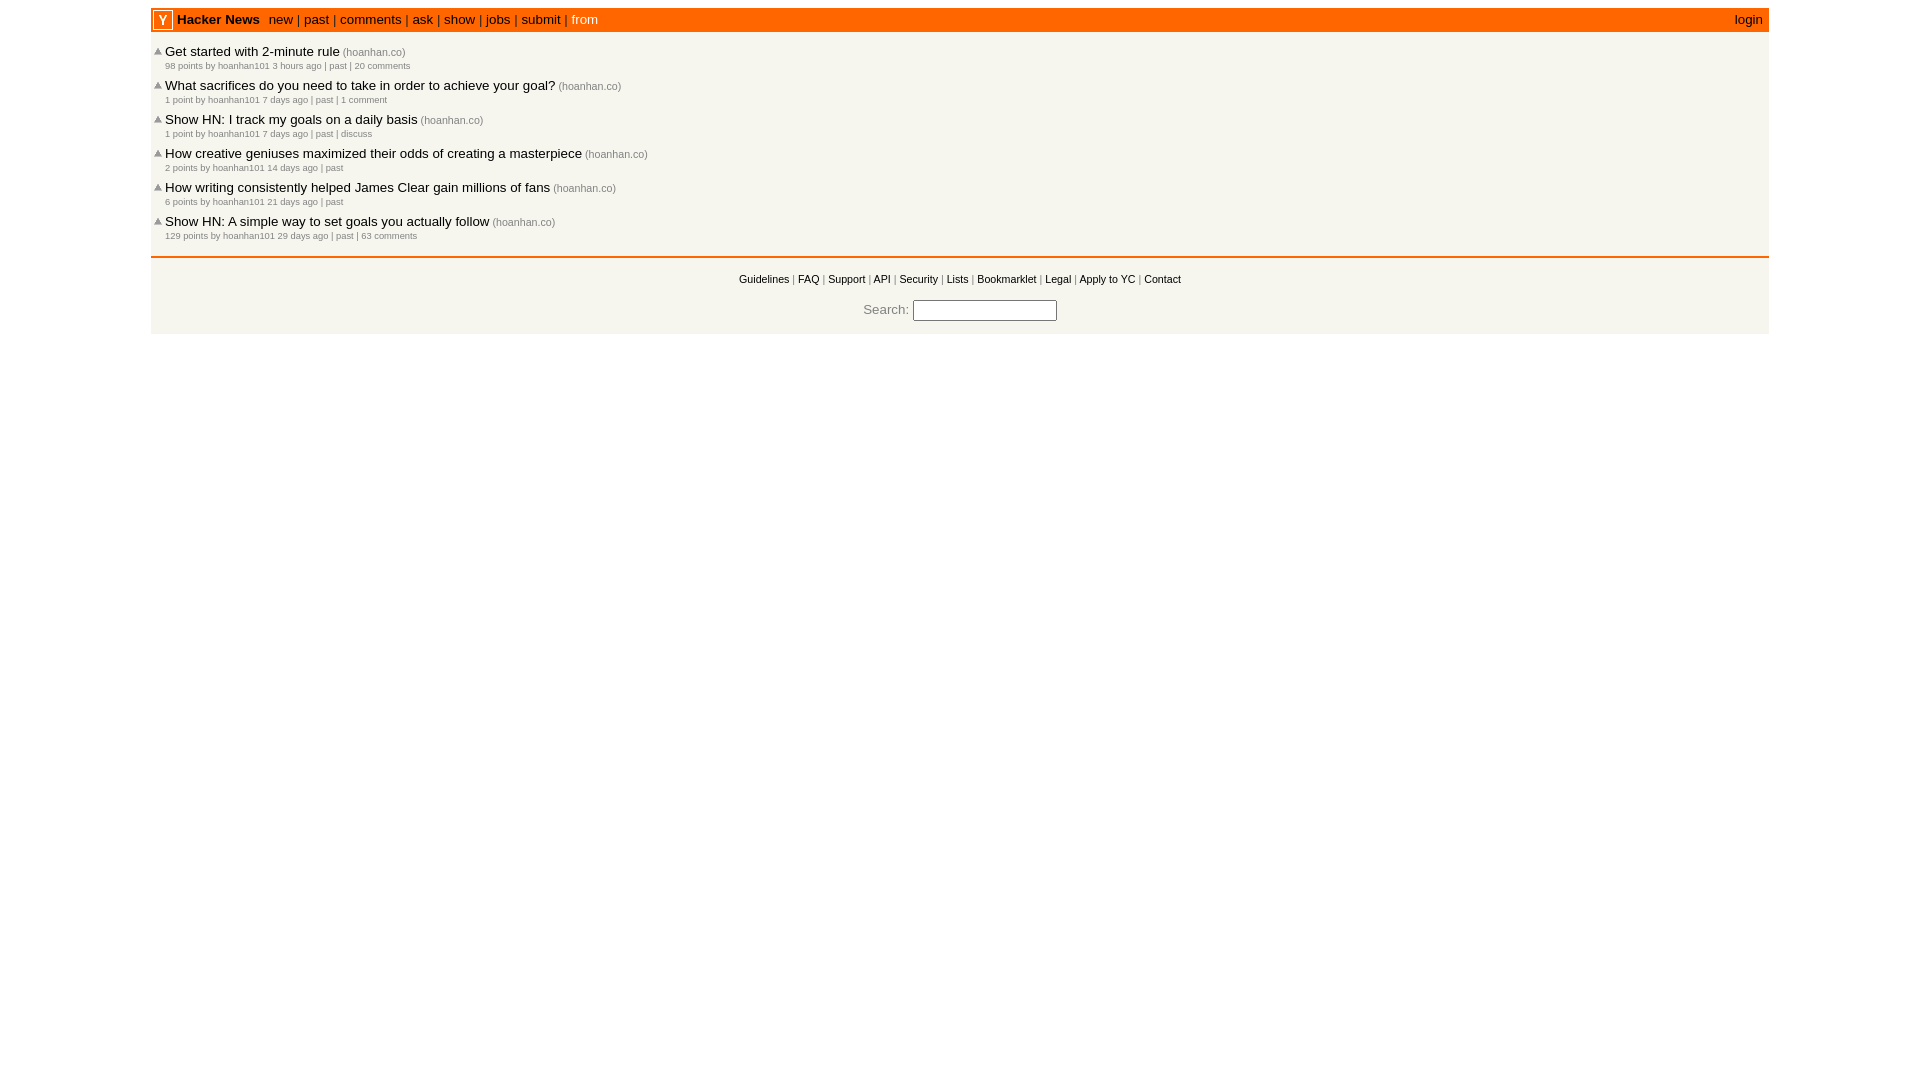 Y Hacker News new | past | comments | ask | show | jobs | submit | from login
Get started with 2-minute rule (hoanhan.co)
98 points by hoanhan101 3 hours ago | past | 20 comments
What sacrifices do you need to take in order to achieve your goal? (hoanhan.co)
1 point by hoanhan101 7 days ago | past | 1 comment
Show HN: I track my goals on a daily basis (hoanhan.co)
1 point by hoanhan101 7 days ago | past | discuss
How creative geniuses maximized their odds of creating a masterpiece (hoanhan.co)
2 points by hoanhan101 14 days ago | past
How writing consistently helped James Clear gain millions of fans (hoanhan.co)
6 points by hoanhan101 21 days ago | past
Show HN: A simple way to set goals you actually follow (hoanhan.co)
129 points by hoanhan101 29 days ago | past | 63 comments
Guidelines | FAQ | Support | API | Security | Lists | Bookmarklet | Legal | Apply to YC | Contact
Search: